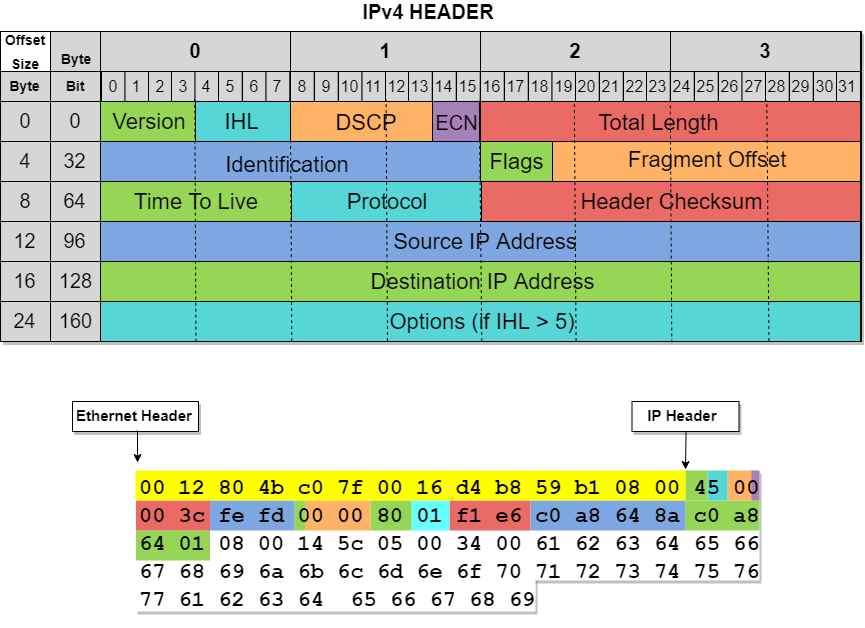 IPv4 HEADER
Offset Size Byte 0 1 2 3
Byte Bit 0 1 2 3 4 5 6 7 8 9 10 11 12 13 14 15 16 17 18 19 20 21 22 23 24 25 26 27 28 29 30 31
0 0 Version IHL DSCP ECN Total Length
4 32 Identification Flags Fragment Offset
8 64 Time To Live Protocol Header Checksum
12 96 Source IP Address
16 128 Destination IP Address
24 160 Options (if IHL > 5)
Ethernet Header IP Header
00 12 80 4b c0 7f 00 16 d4 b8 59 b1 08 00 45 00
00 3c fe fd 00 00 80 01 f1 e6 c0 a8 64 8a c0 a8
64 01 08 00 14 5c 05 00 34 00 61 62 63 64 65 66
67 68 69 6a 6b 6c 6d 6e 6f 70 71 72 73 74 75 76
77 61 62 63 64 65 66 67 68 69